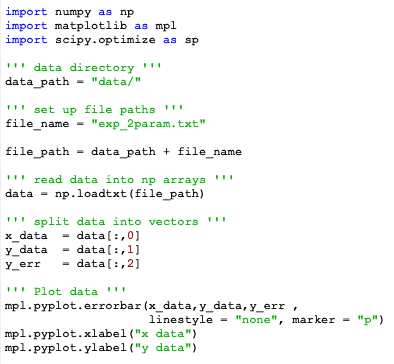 import numpy as np
import matplotlib as mpl
import scipy.optimize as sp
''' data directory '''
data_path = "data/"
''' set up file paths '''
file_name = "exp_2param.txt"
file_path = data_path + file_name
''' read data into np arrays '''
data = np.loadtxt(file_path)
''' split data into vectors '''
x_data  = data[:,0]
y_data  = data[:,1]
y_err   = data[:,2]
''' Plot data '''
mpl.pyplot.errorbar(x_data,y_data,y_err ,
                    linestyle = "none", marker = "p")
mpl.pyplot.xlabel("x data")
mpl.pyplot.ylabel("y data")